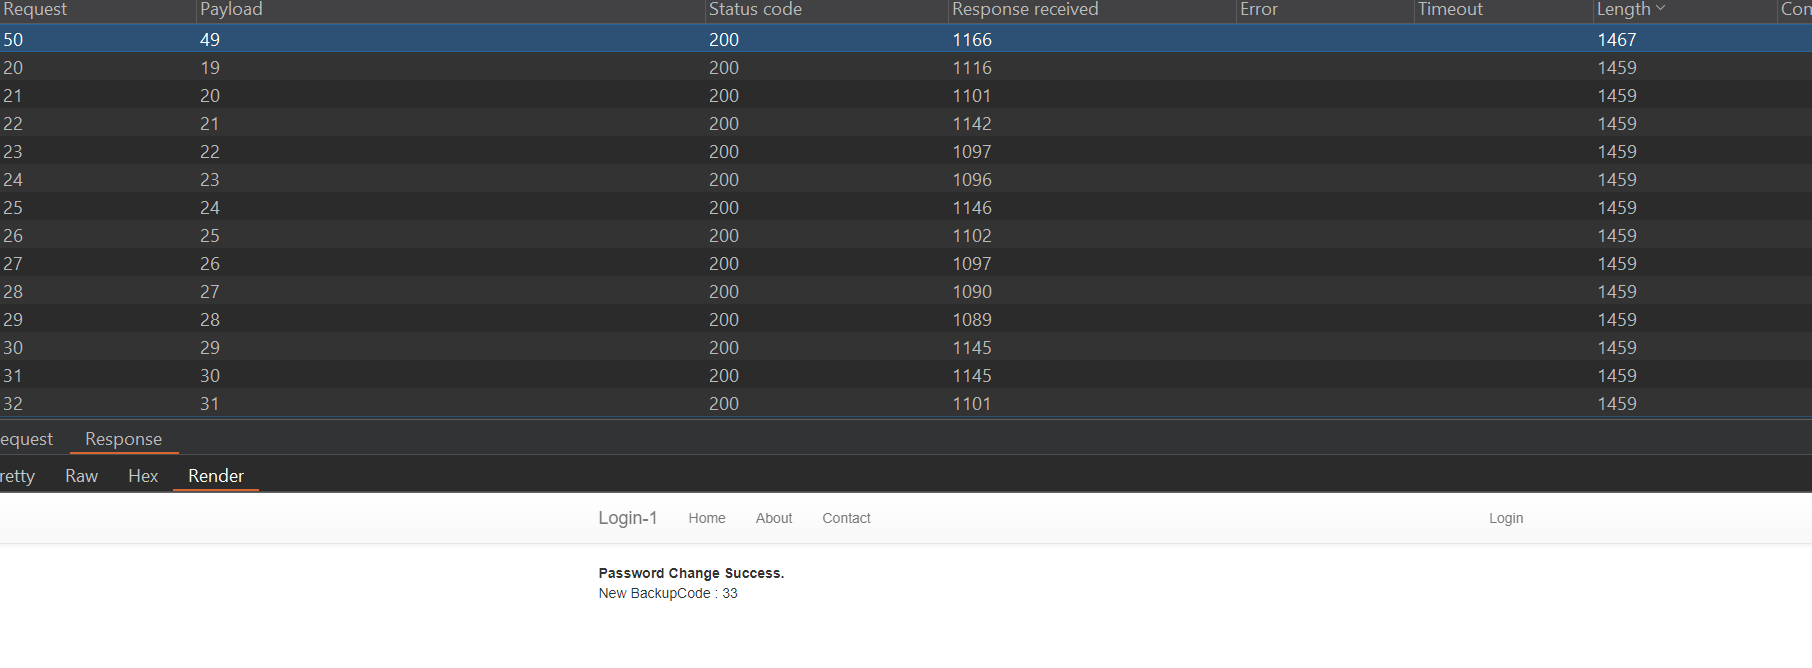 Request Payload Status code Response received Error Timeout Length Con
50 49 200 1166 1467
20 19 200 1116 1459
21 20 200 1101 1459
22 21 200 1142 1459
23 22 200 1097 1459
24 23 200 1096 1459
25 24 200 1146 1459
26 25 200 1102 1459
27 26 200 1097 1459
28 27 200 1090 1459
29 28 200 1089 1459
30 29 200 1145 1459
31 30 200 1145 1459
32 31 200 1101 1459
equest Response
retty Raw Hex Render
Login-1 Home About Contact Login
Password Change Success.
New BackupCode : 33